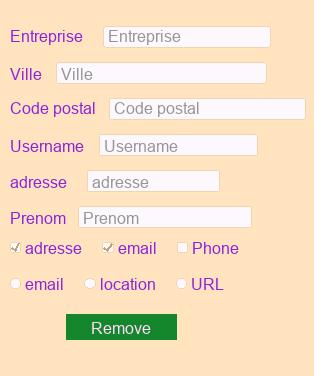 Entreprise Entreprise
Ville Ville
Code postal Code postal
Username Username
adresse adresse
Prenom Prenom
adresse email Phone
email location URL
Remove